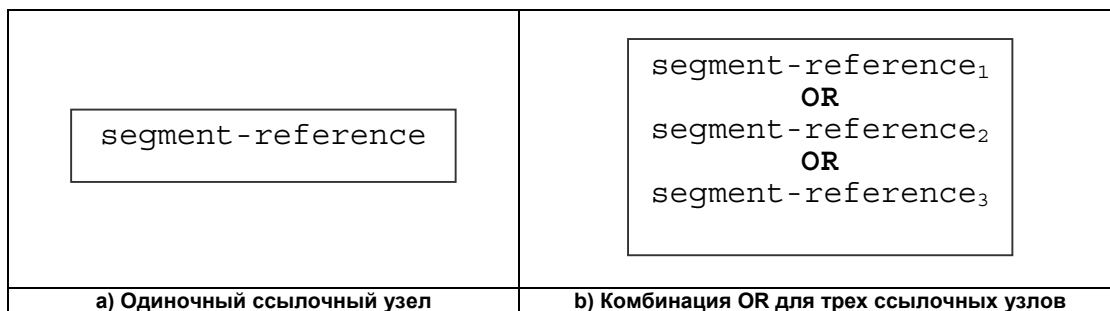 segment-reference
segment-reference₁
OR
segment-reference₂
OR
segment-reference₃
a) Одиночный ссылочный узел
b) Комбинация OR для трех ссылочных узлов